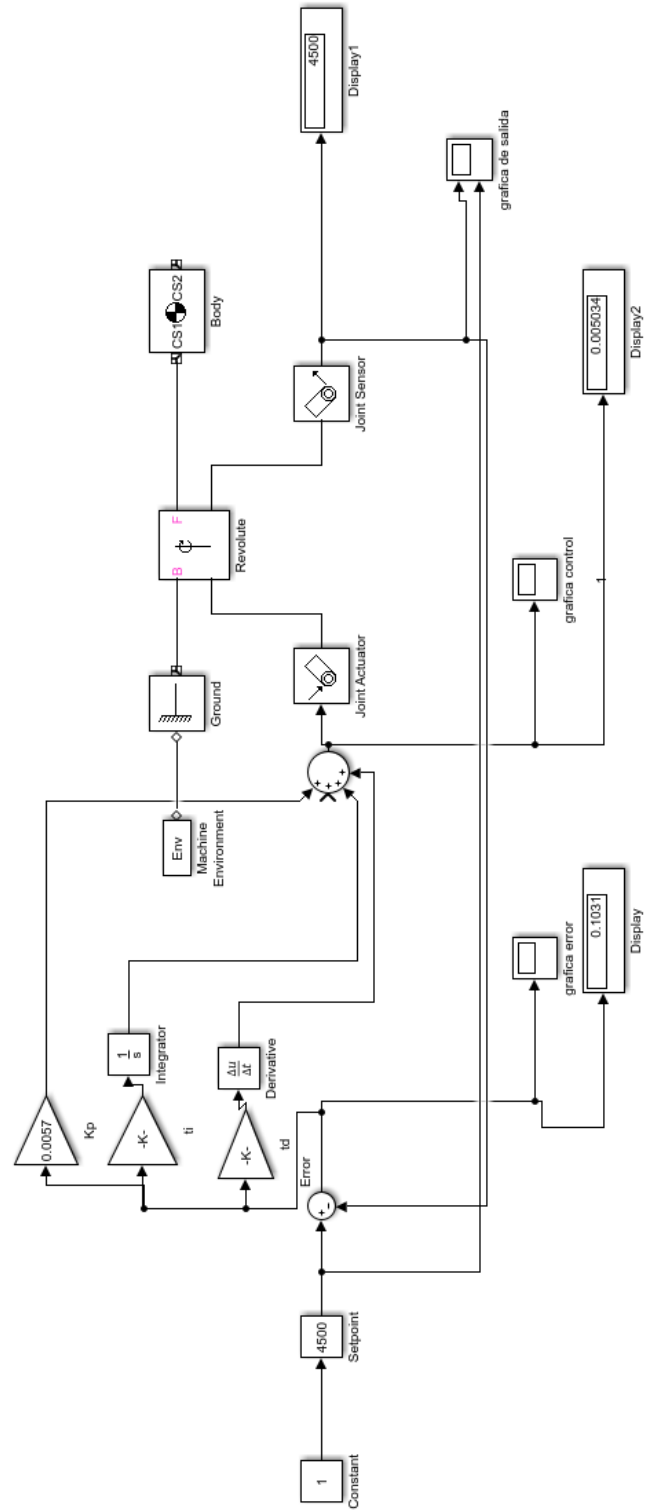 1
Constant
4500
Setpoint
+
-
Error
0.0057
Kp
-K-
ti
1
s
Integrator
-K-
td
Δu
Δt
Derivative
Env
Machine
Environment
Ground
B
F
Revolute
CS1
CS2
Body
+
+
+
+
Joint Actuator
Joint Sensor
4500
Display1
grafica de salida
grafica error
0.1031
Display
grafica control
1
0.005034
Display2